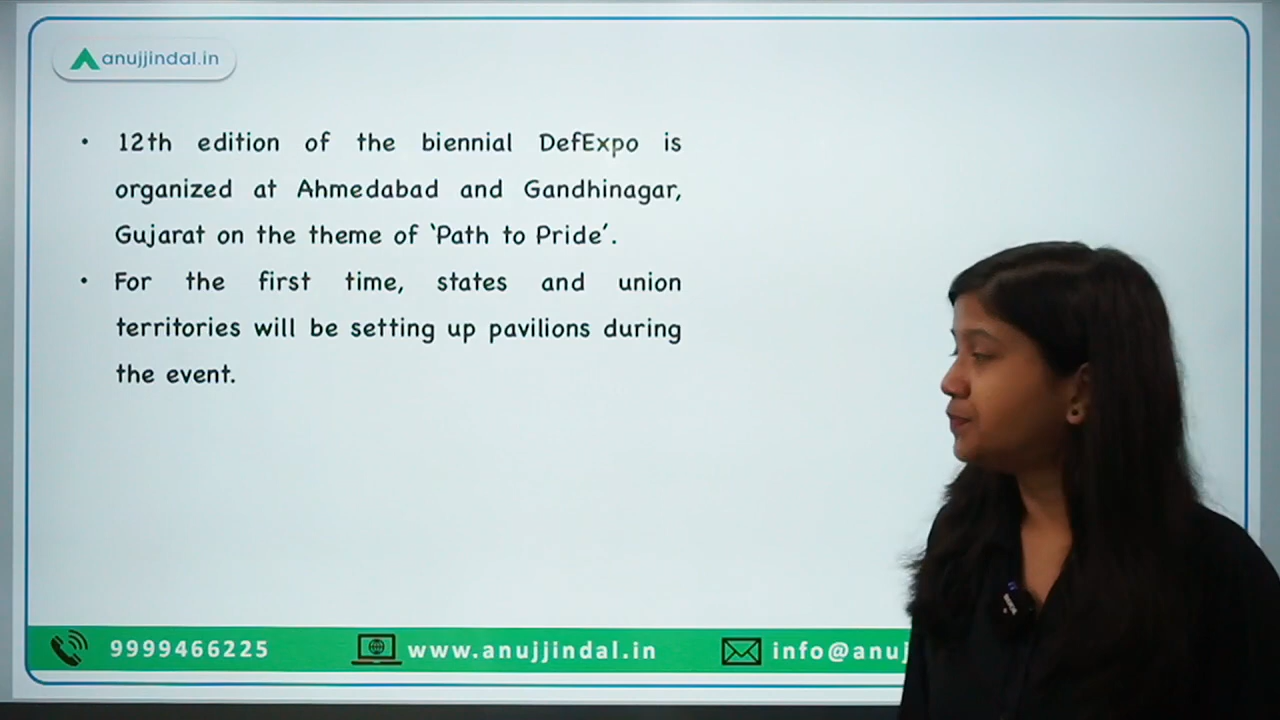 anujjindal.in
• 12th edition of the biennial DefExpo is
organized at Ahmedabad and Gandhinagar,
Gujarat on the theme of ‘Path to Pride’.
• For the first time, states and union
territories will be setting up pavilions during
the event.
9999466225 www.anujjindal.in info@anuj